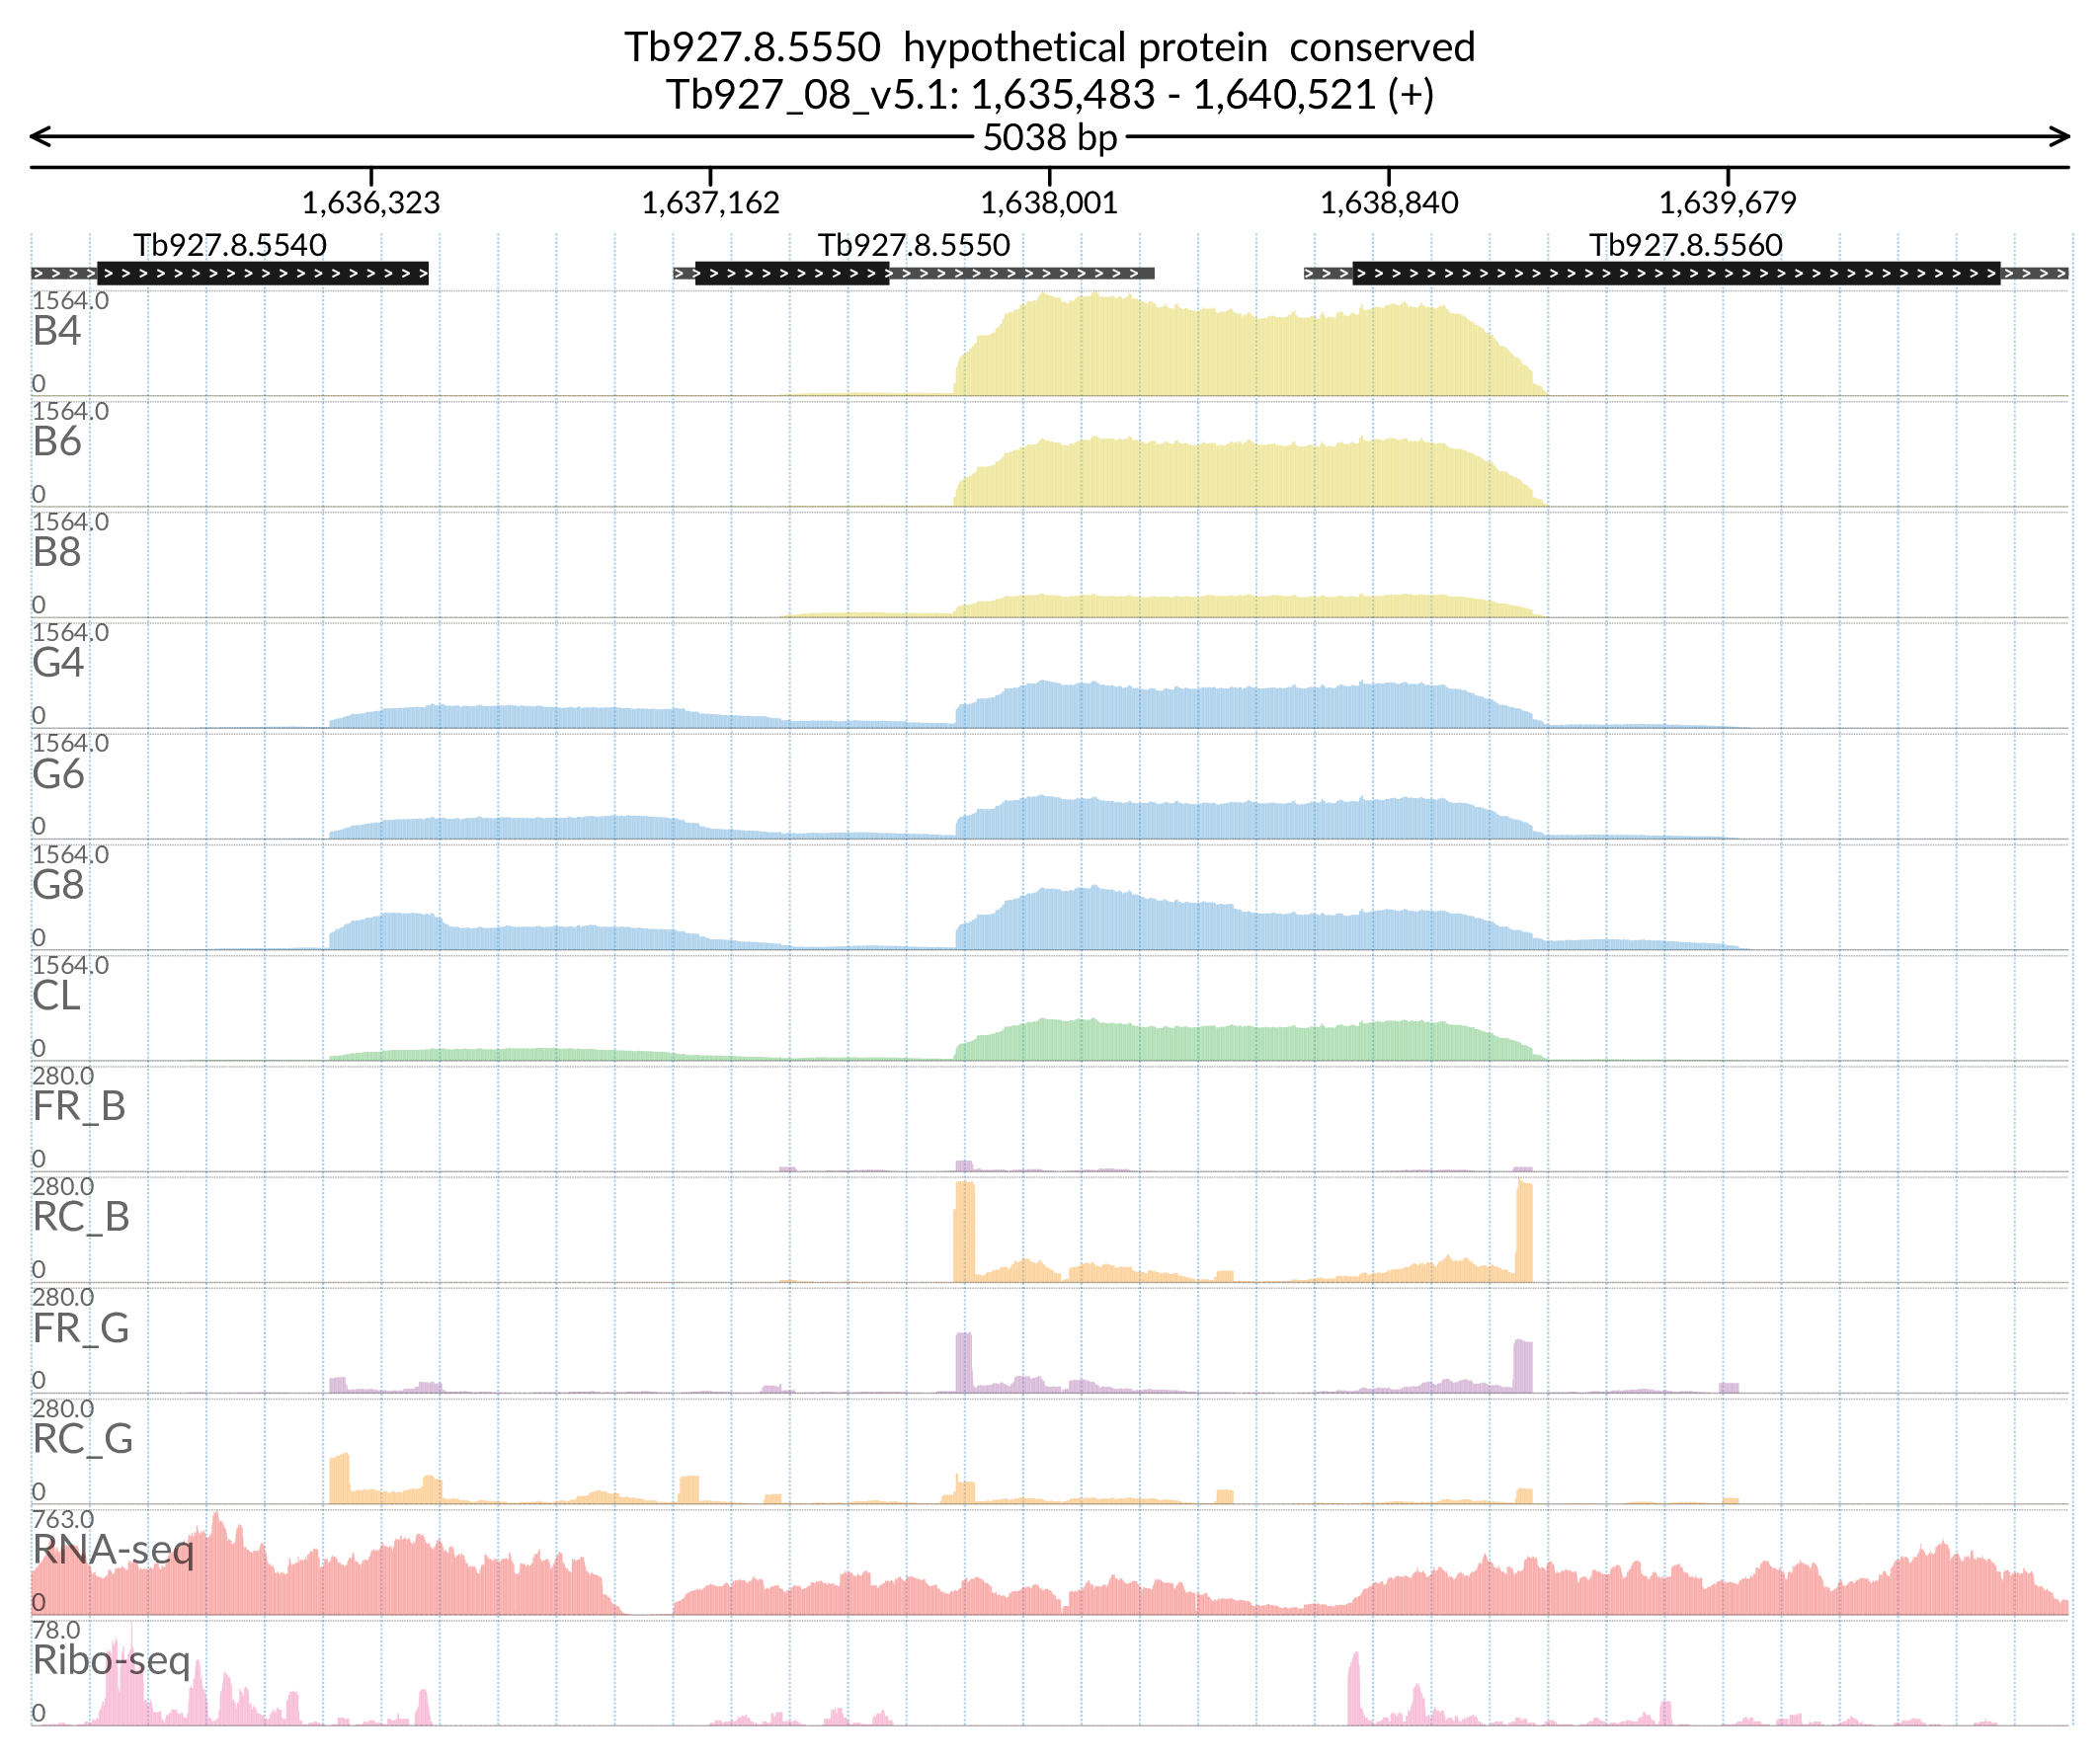 Tb927.8.5550  hypothetical protein  conserved
Tb927_08_v5.1: 1,635,483 - 1,640,521 (+)
5038 bp
1,636,323 1,637,162 1,638,001 1,638,840 1,639,679
Tb927.8.5540 Tb927.8.5550 Tb927.8.5560
1564.0
B4
0
1564.0
B6
0
1564.0
B8
0
1564.0
G4
0
1564.0
G6
0
1564.0
G8
0
1564.0
CL
0
280.0
FR_B
0
280.0
RC_B
0
280.0
FR_G
0
280.0
RC_G
0
763.0
RNA-seq
0
78.0
Ribo-seq
0